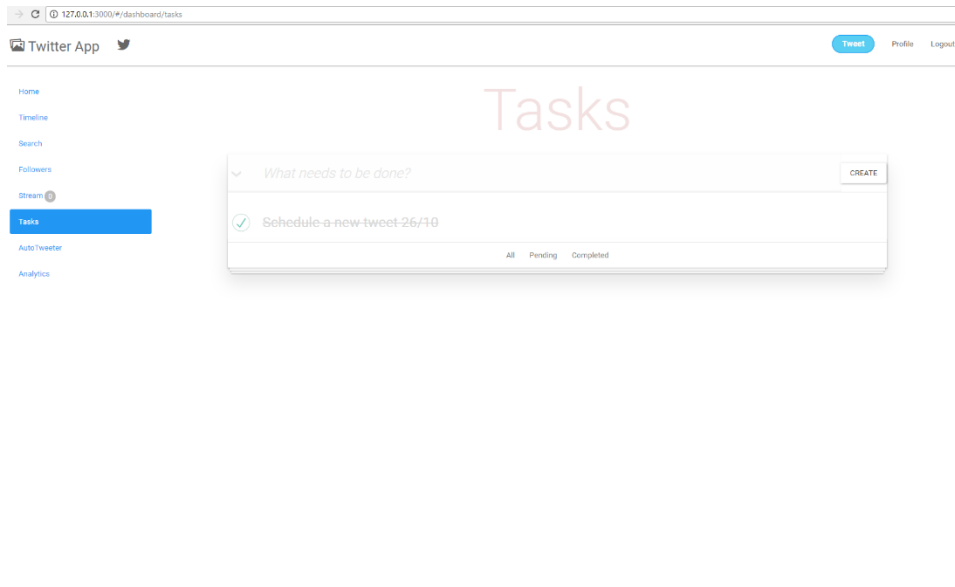 127.0.0.1:3000/#/dashboard/tasks
Twitter App
Tweet Profile Logout
Home
Timeline
Search
Followers
Stream 0
Tasks
AutoTweeter
Analytics
Tasks
What needs to be done? CREATE
Schedule a new tweet 26/10
All Pending Completed